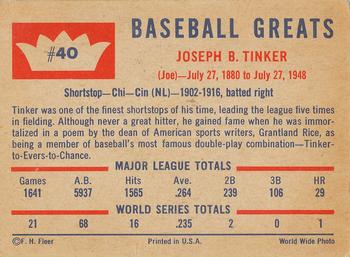 #40
BASEBALL GREATS
JOSEPH B. TINKER
(Joe)—July 27, 1880 to July 27, 1948
Shortstop—Chi—Cin (NL)—1902-1916, batted right
Tinker was one of the finest shortstops of his time, leading the league five times
in fielding. Although never a great hitter, he gained fame when he was immor-
talized in a poem by the dean of American sports writers, Grantland Rice, as
being a member of baseball's most famous double-play combination—Tinker-
to-Evers-to-Chance.
MAJOR LEAGUE TOTALS
Games A.B. Hits Avg. 2B 3B HR
1641 5937 1565 .264 239 106 29
WORLD SERIES TOTALS
21 68 16 .235 2 0 1
©F. H. Fleer Printed in U.S.A. World Wide Photo